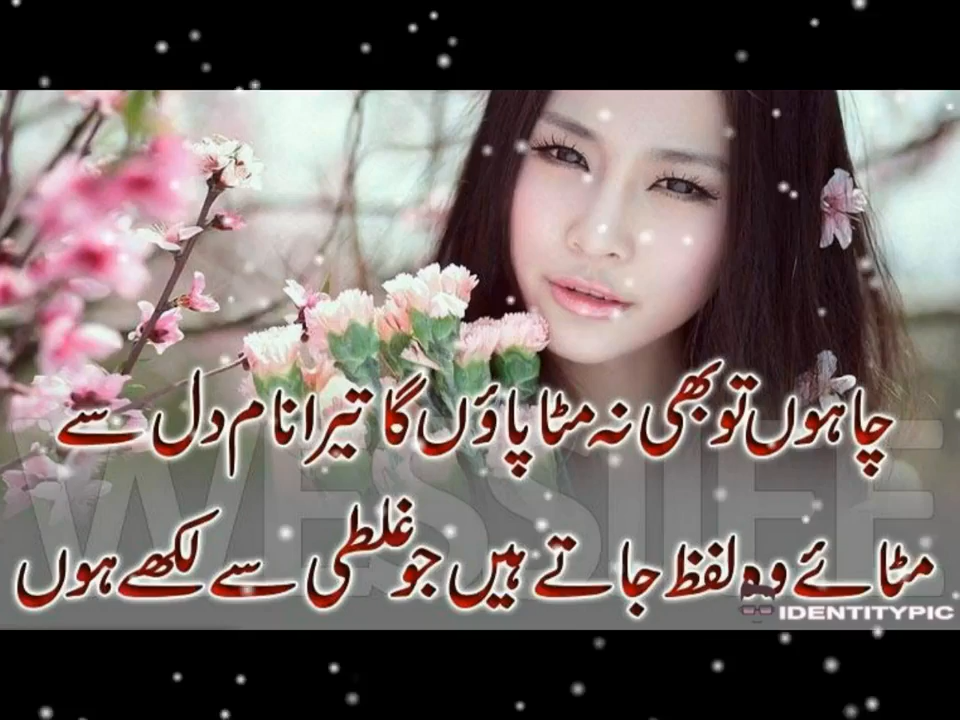 چاہوں تو بھی نہ مٹا پاؤں گا تیرا نام دل سے
WESSIFE
مٹائے وہ لفظ جاتے ہیں جو غلطی سے لکھے ہوں
IDENTITYPIC